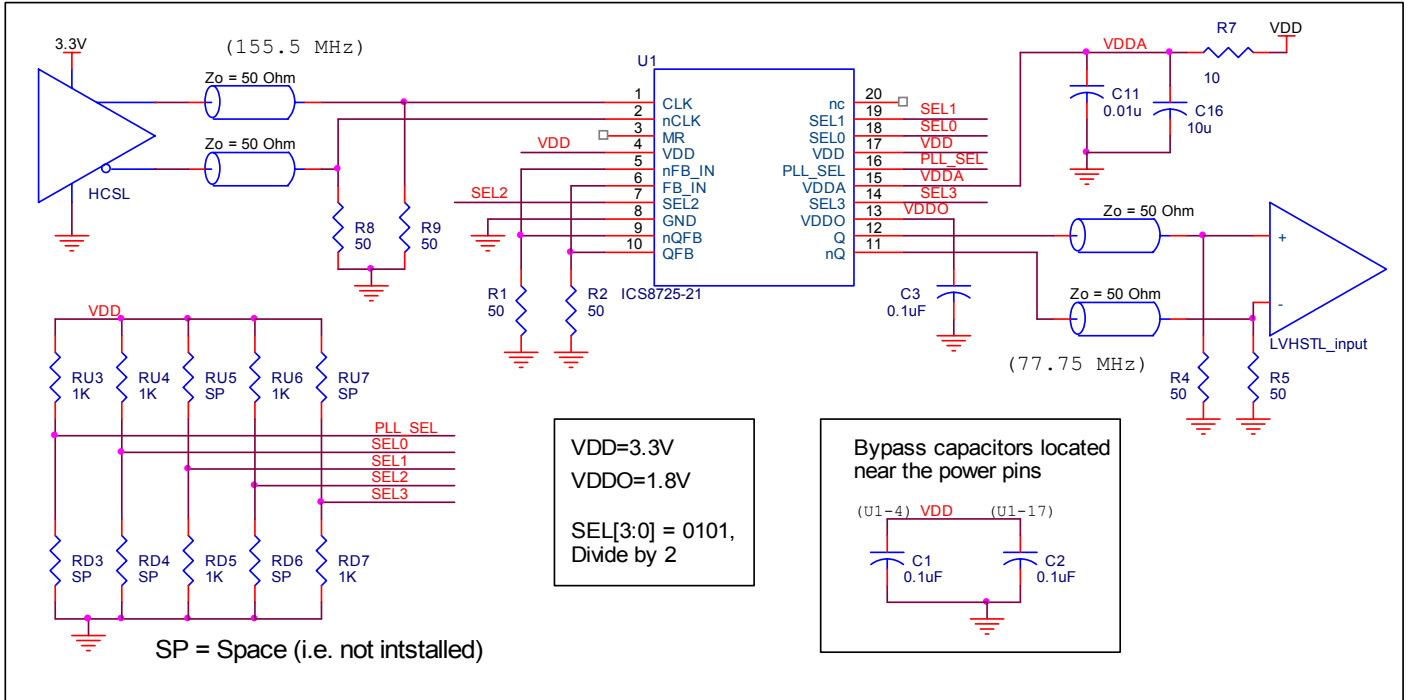 3.3V
(155.5 MHz)
Zo = 50 Ohm
Zo = 50 Ohm
HCSL
R8
50
R9
50
VDD
SEL2
R1
50
R2
50
U1
1
2
3
4
5
6
7
8
9
10
CLK
nCLK
MR
VDD
nFB_IN
FB_IN
SEL2
GND
nQFB
QFB
nc
SEL1
SEL0
VDD
PLL_SEL
VDDA
SEL3
VDDO
Q
nQ
20
19
18
17
16
15
14
13
12
11
ICS8725-21
SEL1
SEL0
VDD
PLL_SEL
VDDA
SEL3
VDDO
VDDA
R7
10
VDD
C11
0.01u
C16
10u
C3
0.1uF
Zo = 50 Ohm
Zo = 50 Ohm
+
-
LVHSTL_input
(77.75 MHz)
R4
50
R5
50
VDD
RU3
1K
RU4
1K
RU5
SP
RU6
1K
RU7
SP
PLL_SEL
SEL0
SEL1
SEL2
SEL3
RD3
SP
RD4
SP
RD5
1K
RD6
SP
RD7
1K
SP = Space (i.e. not intstalled)
VDD=3.3V
VDDO=1.8V
SEL[3:0] = 0101,
Divide by 2
Bypass capacitors located
near the power pins
(U1-4) VDD (U1-17)
C1
0.1uF
C2
0.1uF